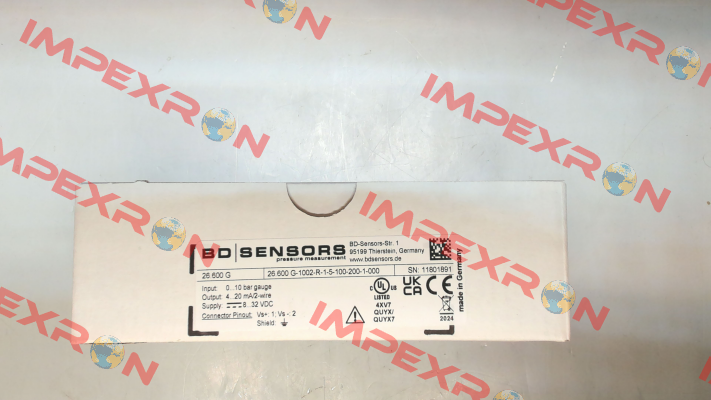 IMPEXRON
IMPEXRON
IMPEXRON
IMPEXRON
IMPEXRON
IMPEXRON
IMPEXRON
BD SENSORS
pressure measurement
BD-Sensors-Str. 1
95199 Thierstein, Germany
www.bdsensors.de
26 600 G
26 600 G-1002-R-1-5-100-200-1-000
SN: 11801891
Input: 0...10 bar gauge
Output: 4...20 mA/2-wire
Supply: 8...32 VDC
Connector Pinout: Vs+: 1; Vs-: 2
Shield:
C UL US
LISTED
4XV7
QUYX/
QUYX7
UK CA
CE
2024
made in Germany